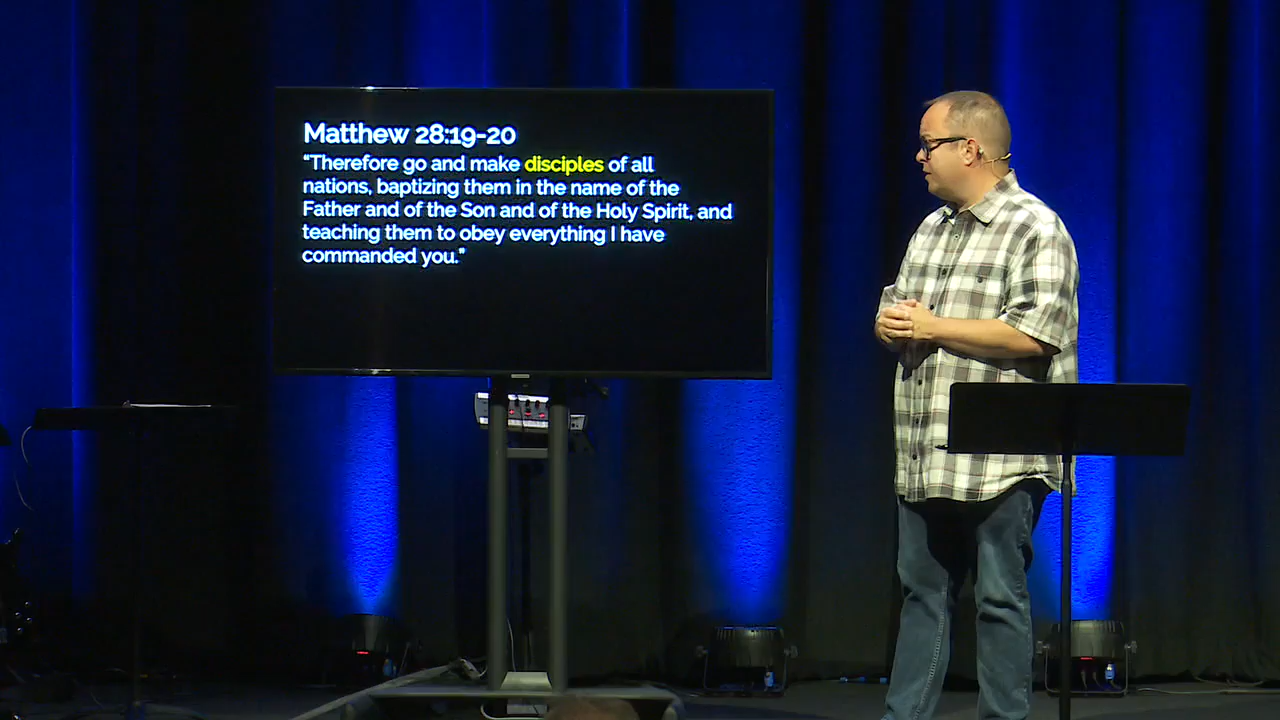 Matthew 28:19-20
“Therefore go and make disciples of all
nations, baptizing them in the name of the
Father and of the Son and of the Holy Spirit, and
teaching them to obey everything I have
commanded you.”